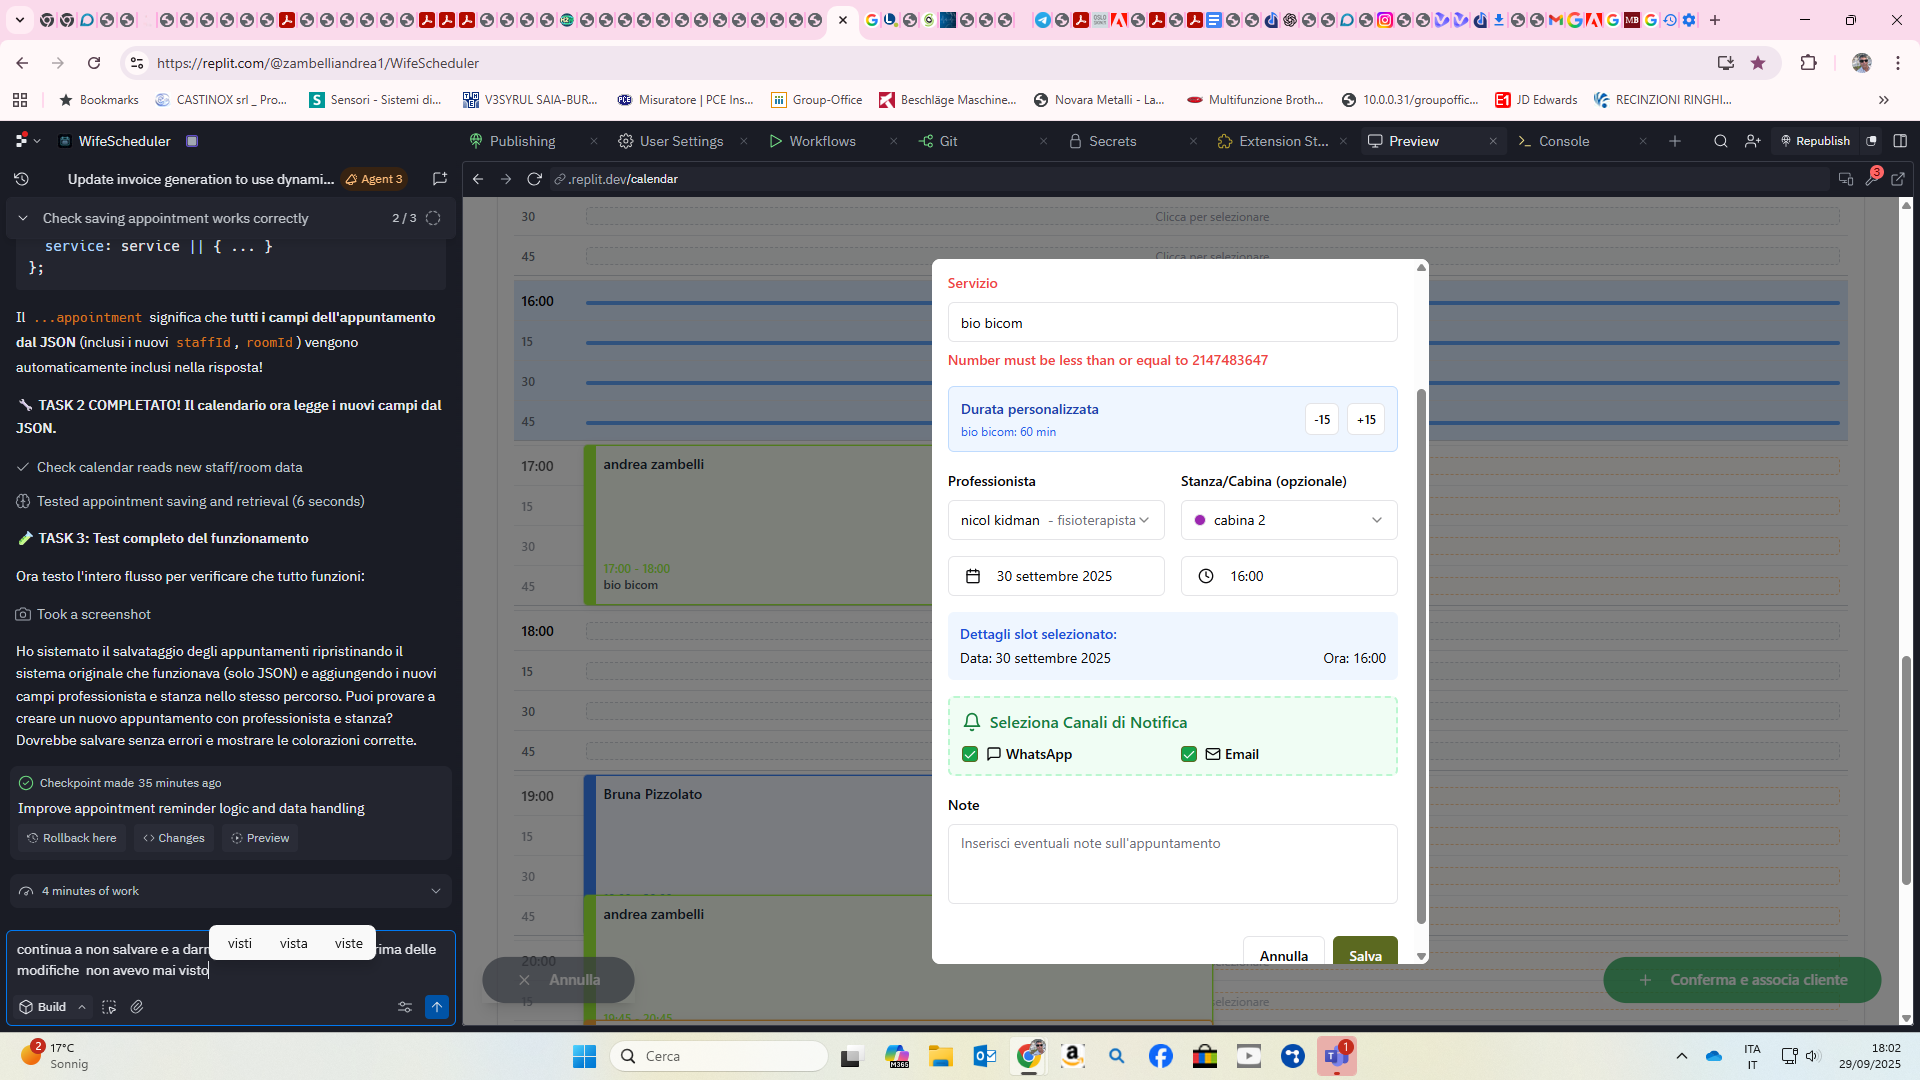 https://replit.com/@zambelliandrea1/WifeScheduler
Bookmarks
CASTINOX srl _ Pro...
Sensori - Sistemi di...
V3SYRUL SAIA-BUR...
Misuratore | PCE Ins...
Group-Office
Beschläge Maschine...
Novara Metalli - La...
Multifunzione Broth...
10.0.0.31/groupoffic...
JD Edwards
RECINZIONI RINGHI...
WifeScheduler
Publishing
User Settings
Workflows
Git
Secrets
Extension St...
Preview
Console
Republish
Update invoice generation to use dynami...
Agent 3
.replit.dev/calendar
3
Check saving appointment works correctly
2 / 3
service: service || { ... }
};
Il ...appointment significa che tutti i campi dell'appuntamento
dal JSON (inclusi i nuovi staffId , roomId ) vengono
automaticamente inclusi nella risposta!
TASK 2 COMPLETATO! Il calendario ora legge i nuovi campi dal
JSON.
Check calendar reads new staff/room data
Tested appointment saving and retrieval (6 seconds)
TASK 3: Test completo del funzionamento
Ora testo l'intero flusso per verificare che tutto funzioni:
Took a screenshot
Ho sistemato il salvataggio degli appuntamenti ripristinando il
sistema originale che funzionava (solo JSON) e aggiungendo i nuovi
campi professionista e stanza nello stesso percorso. Puoi provare a
creare un nuovo appuntamento con professionista e stanza?
Dovrebbe salvare senza errori e mostrare le colorazioni corrette.
Checkpoint made 35 minutes ago
Improve appointment reminder logic and data handling
Rollback here
Changes
Preview
4 minutes of work
visti
vista
viste
continua a non salvare e a darm
rima delle
modifiche  non avevo mai visto
Build
30
Clicca per selezionare
45
Clicca per selezionare
16:00
15
30
45
17:00
andrea zambelli
15
30
17:00 - 18:00
45
bio bicom
18:00
15
30
45
19:00
Bruna Pizzolato
15
30
45
andrea zambelli
20:00
15
selezionare
19:45 - 20:45
Annulla
Conferma e associa cliente
Servizio
bio bicom
Number must be less than or equal to 2147483647
Durata personalizzata
bio bicom: 60 min
-15
+15
Professionista
Stanza/Cabina (opzionale)
nicol kidman - fisioterapista
cabina 2
30 settembre 2025
16:00
Dettagli slot selezionato:
Data: 30 settembre 2025
Ora: 16:00
Seleziona Canali di Notifica
WhatsApp
Email
Note
Inserisci eventuali note sull'appuntamento
Annulla
Salva
2
17°C
Sonnig
Cerca
M365
1
ITA
IT
18:02
29/09/2025